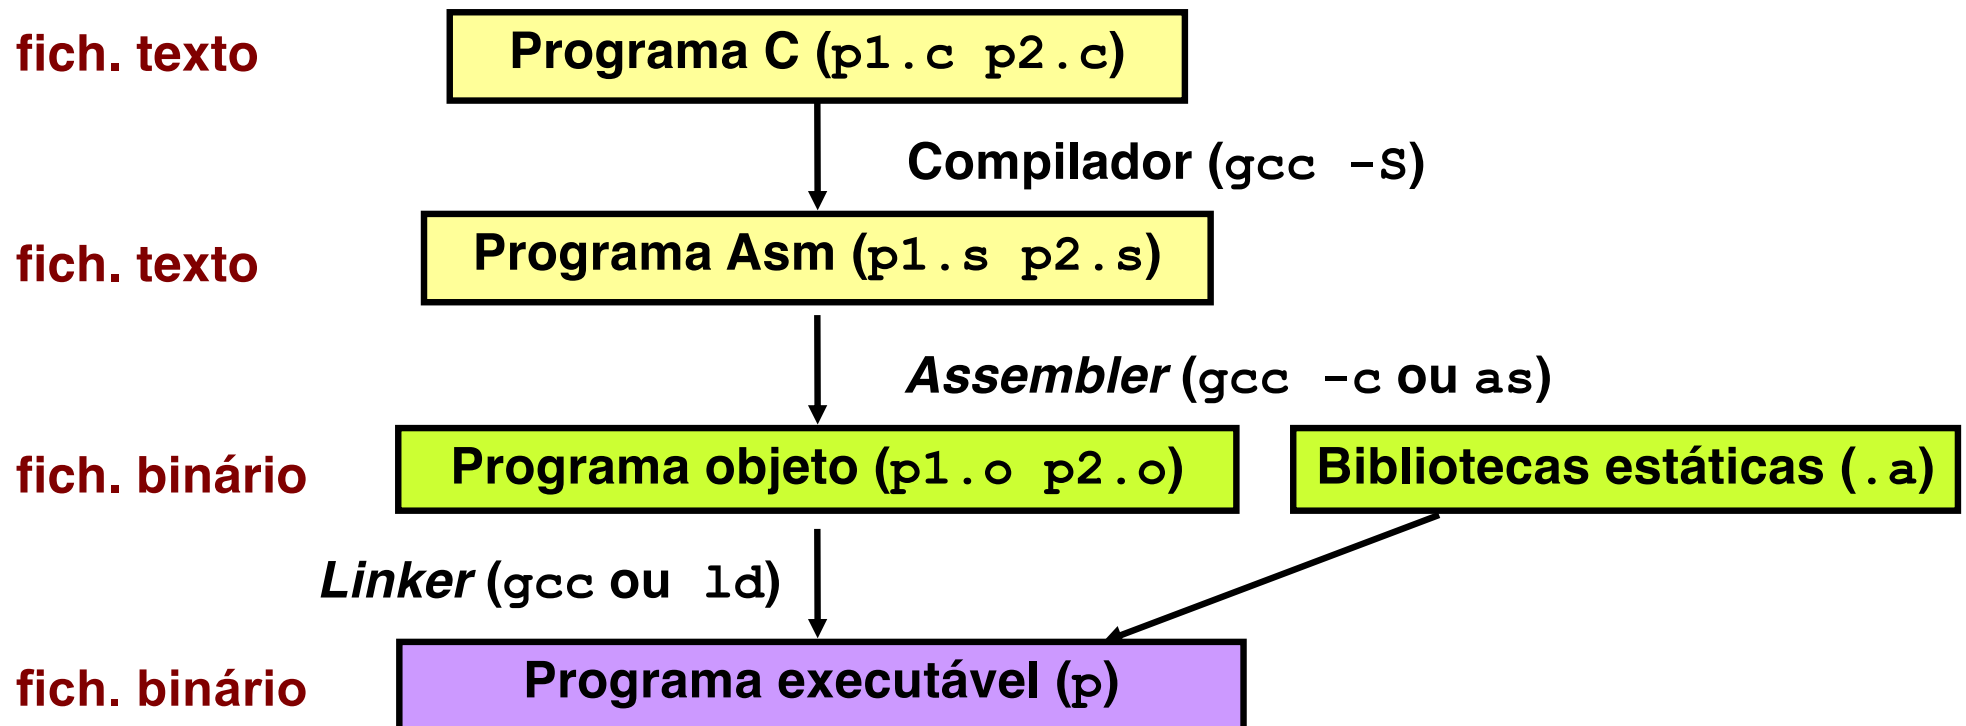 fich. texto
Programa C (p1.c p2.c)
Compilador (gcc -S)
fich. texto
Programa Asm (p1.s p2.s)
Assembler (gcc -c ou as)
fich. binário
Programa objeto (p1.o p2.o)
Bibliotecas estáticas (.a)
Linker (gcc ou ld)
fich. binário
Programa executável (p)